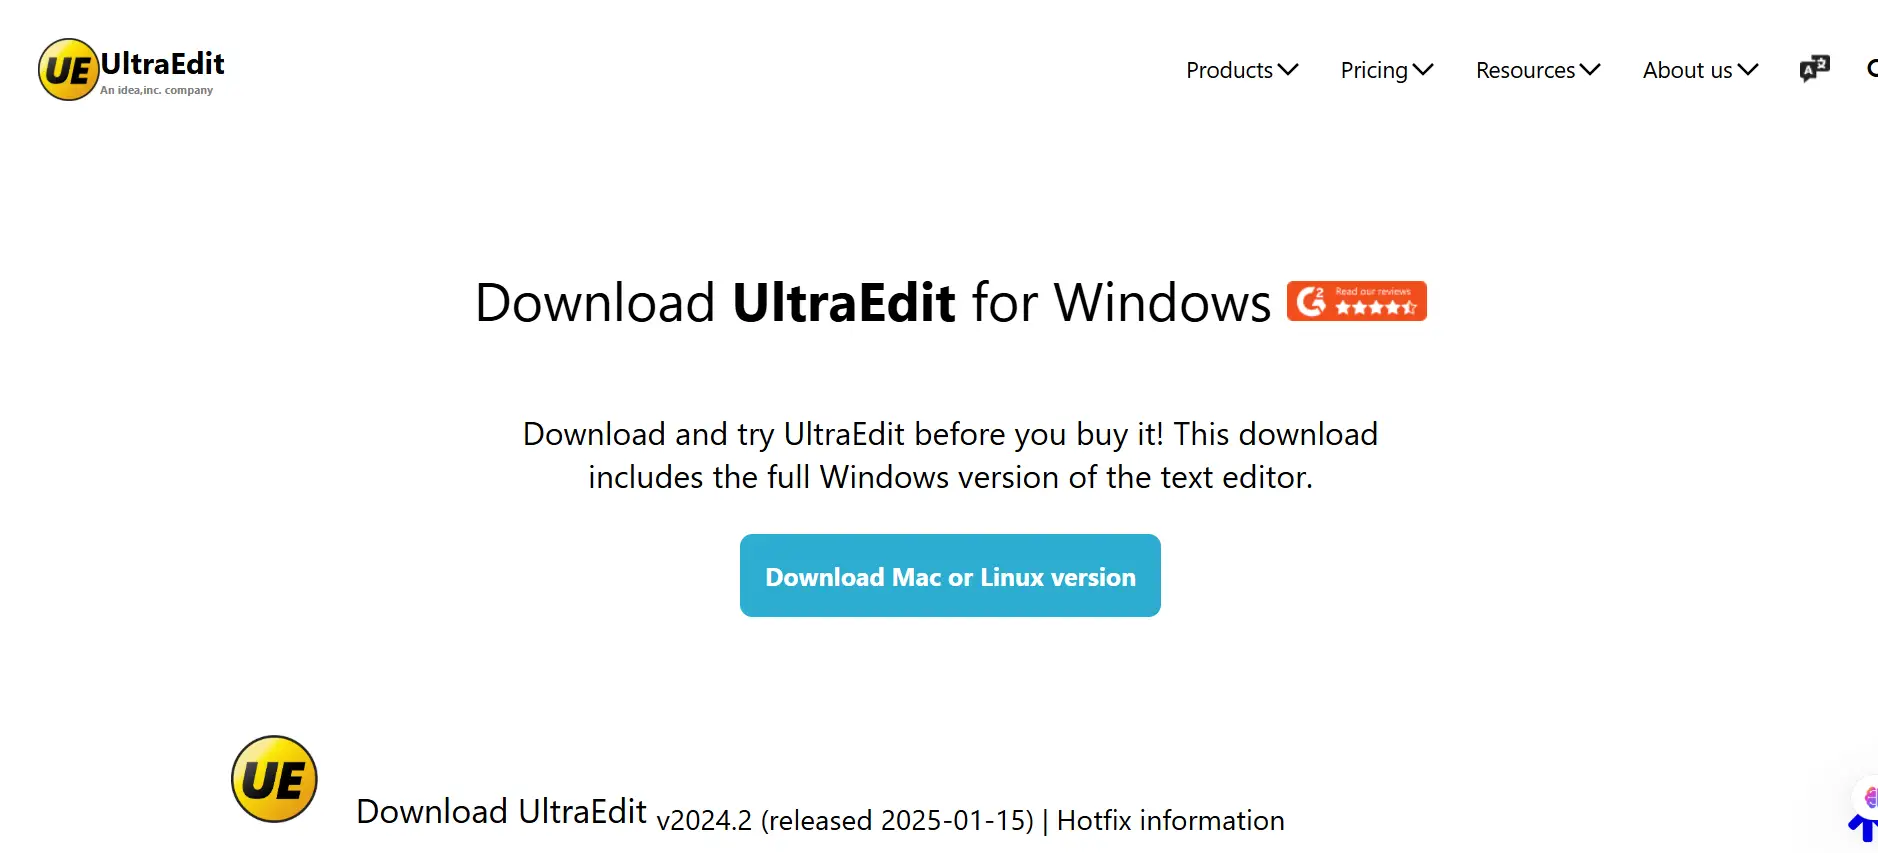 UE UltraEdit
An idea,inc. company
Products Pricing Resources About us
Download UltraEdit for Windows
G2 Read our reviews
Download and try UltraEdit before you buy it! This download
includes the full Windows version of the text editor.
Download Mac or Linux version
UE
Download UltraEdit v2024.2 (released 2025-01-15) | Hotfix information